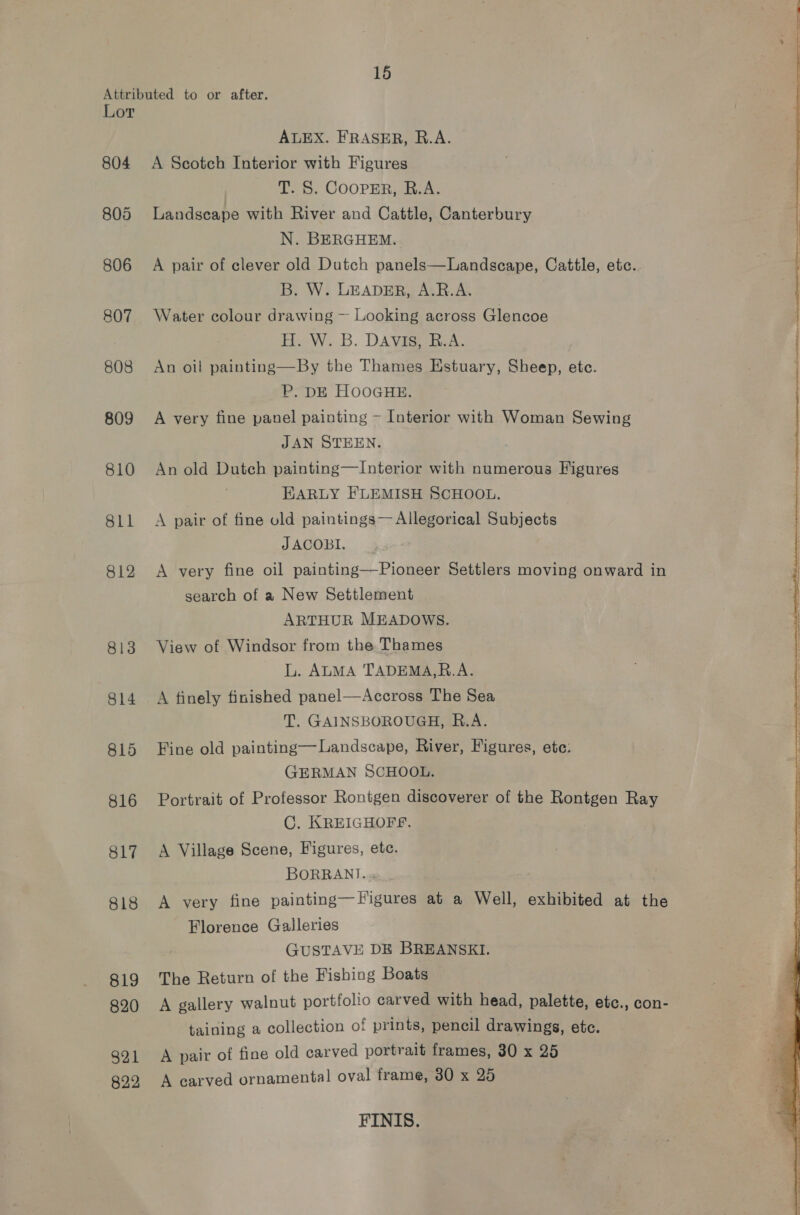 15
Attributed to or after.
LOT
ALEX. FRASER, R.A.
804 A Scotch Interior with Figures
T. S. COOPER, R.A.
805 Landscape with River and Cattle, Canterbury
N. BERGHEM.
806 A pair of clever old Dutch panels—Landscape, Cattle, etc.
B. W. LEADER, A.R.A.
807 Water colour drawing – Looking across Glencoe
H. W. B. DAVIS, R.A.
808 An oil painting—By the Thames Estuary, Sheep, etc.
P. DE HOOGHE.
809 A very fine panel painting – Interior with Woman Sewing
JAN STEEN.
810 An old Dutch painting—Interior with numerous Figures
EARLY FLEMISH SCHOOL.
811 A pair of fine old paintings—Allegorical Subjects
JACOBI.
812 A very fine oil painting—Pioneer Settlers moving onward in
search of a New Settlement
ARTHUR MEADOWS.
813 View of Windsor from the Thames
L. ALMA TADEMA,R.A.
814 A finely finished panel—Accross The Sea
T. GAINSBOROUGH, R.A.
815 Fine old painting—Landscape, River, Figures, etc.
GERMAN SCHOOL.
816 Portrait of Professor Rontgen discoverer of the Rontgen Ray
C. KREIGHOFF.
817 A Village Scene, Figures, etc.
BORRANI.
818 A very fine painting—Figures at a Well, exhibited at the
Florence Galleries
GUSTAVE DE BREANSKI.
819 The Return of the Fishing Boats
820 A gallery walnut portfolio carved with head, palette, etc., con-
taining a collection of prints, pencil drawings, etc.
821 A pair of fine old carved portrait frames, 30 x 25
822 A carved ornamental oval frame, 30 x 25
FINIS.